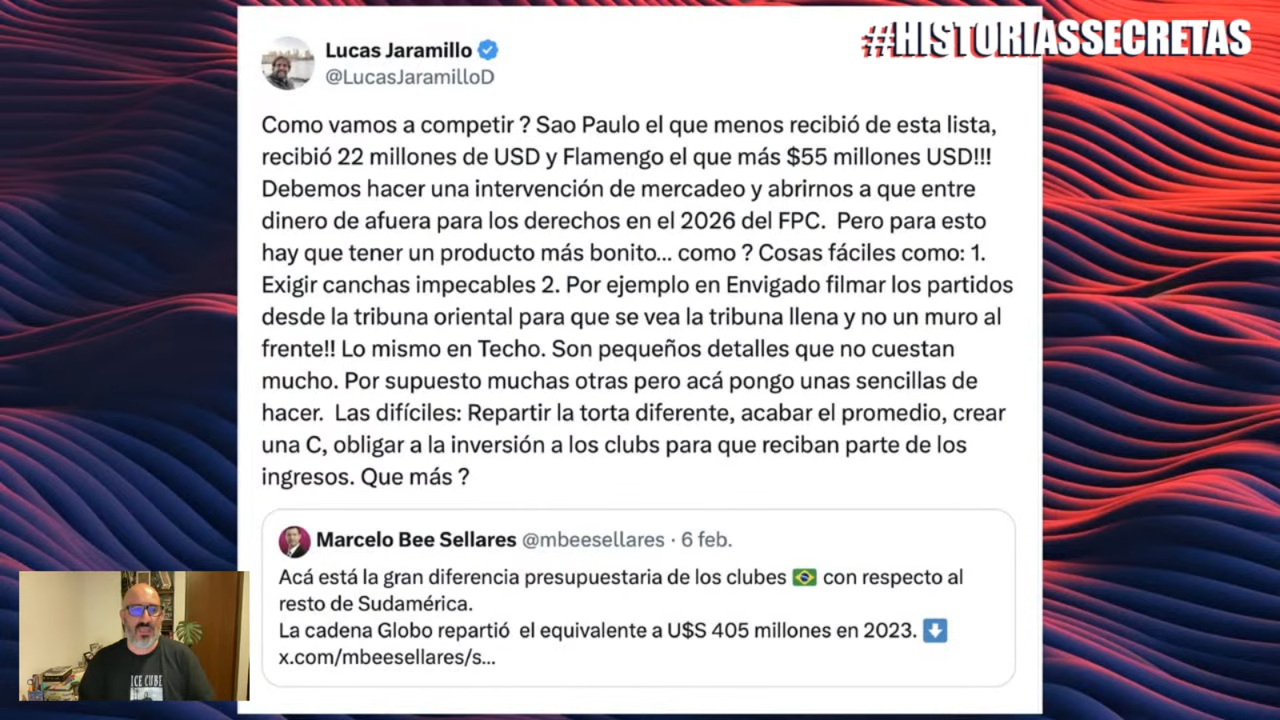 #HISTORIASSECRETAS
Lucas Jaramillo
@LucasJaramilloD
Como vamos a competir ? Sao Paulo el que menos recibió de esta lista,
recibió 22 millones de USD y Flamengo el que más $55 millones USD!!!
Debemos hacer una intervención de mercadeo y abrirnos a que entre
dinero de afuera para los derechos en el 2026 del FPC.  Pero para esto
hay que tener un producto más bonito... como ? Cosas fáciles como: 1.
Exigir canchas impecables 2. Por ejemplo en Envigado filmar los partidos
desde la tribuna oriental para que se vea la tribuna llena y no un muro al
frente!! Lo mismo en Techo. Son pequeños detalles que no cuestan
mucho. Por supuesto muchas otras pero acá pongo unas sencillas de
hacer.  Las difíciles: Repartir la torta diferente, acabar el promedio, crear
una C, obligar a la inversión a los clubs para que reciban parte de los
ingresos. Que más ?
Marcelo Bee Sellares @mbeesellares · 6 feb.
Acá está la gran diferencia presupuestaria de los clubes 🇧🇷 con respecto al
resto de Sudamérica.
La cadena Globo repartió  el equivalente a U$S 405 millones en 2023. ⬇️
x.com/mbeesellares/s...
ICE CUBE